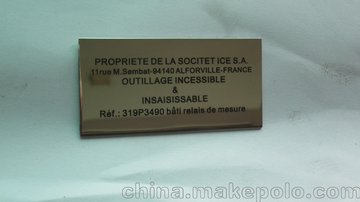 PROPRIETE DE LA SOCITET ICE S.A.
11rue M.Sembat-94140 ALFORVILLE-FRANCE
OUTILLAGE INCESSIBLE
&
INSAISISSABLE
Réf.: 319P3490 bâti relais de mesure
china.makepolo.com